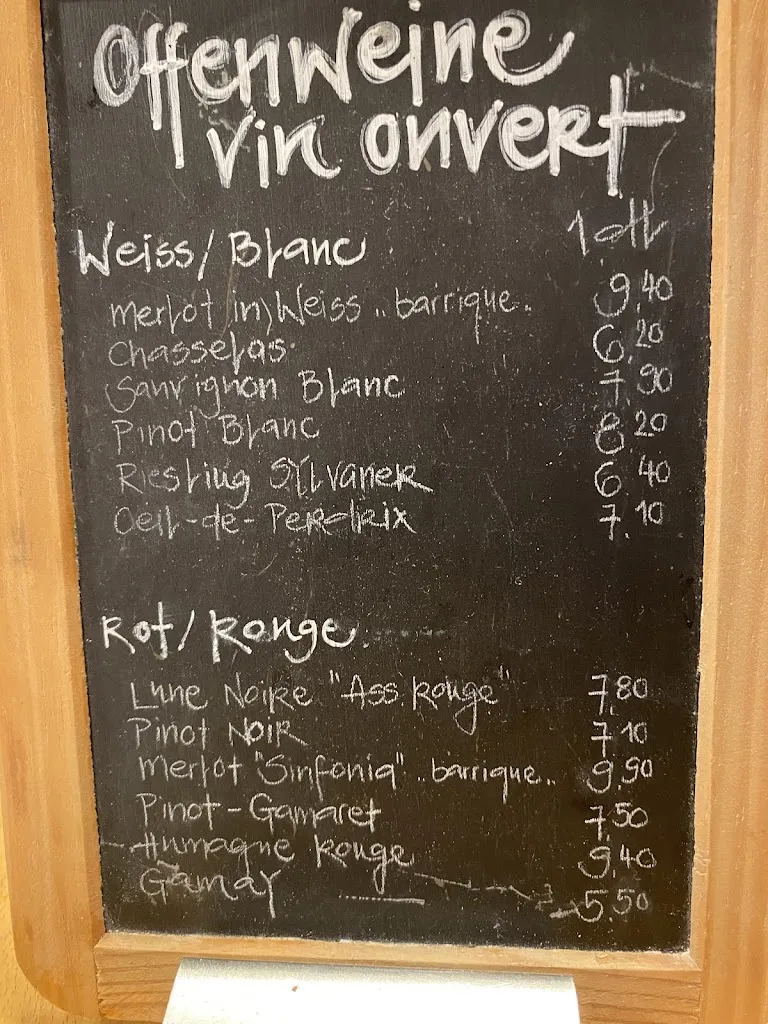 Offenweine
vin onvert
Weiss/Blanc 1 dl
merlot (in) Weiss "barrique" 9.40
Chasselas 6.20
Sauvignon Blanc 7.90
Pinot Blanc 8.20
Riesling Sylvaner 6.40
Oeil-de-Perdrix 7.10
Rot/Rouge
Lune Noire "Ass Rouge" 7.80
Pinot Noir 7.10
Merlot "Sinfonia" "barrique" 9.90
Pinot-Gamaret 7.50
Humagne Rouge 9.40
Gamay 5.50